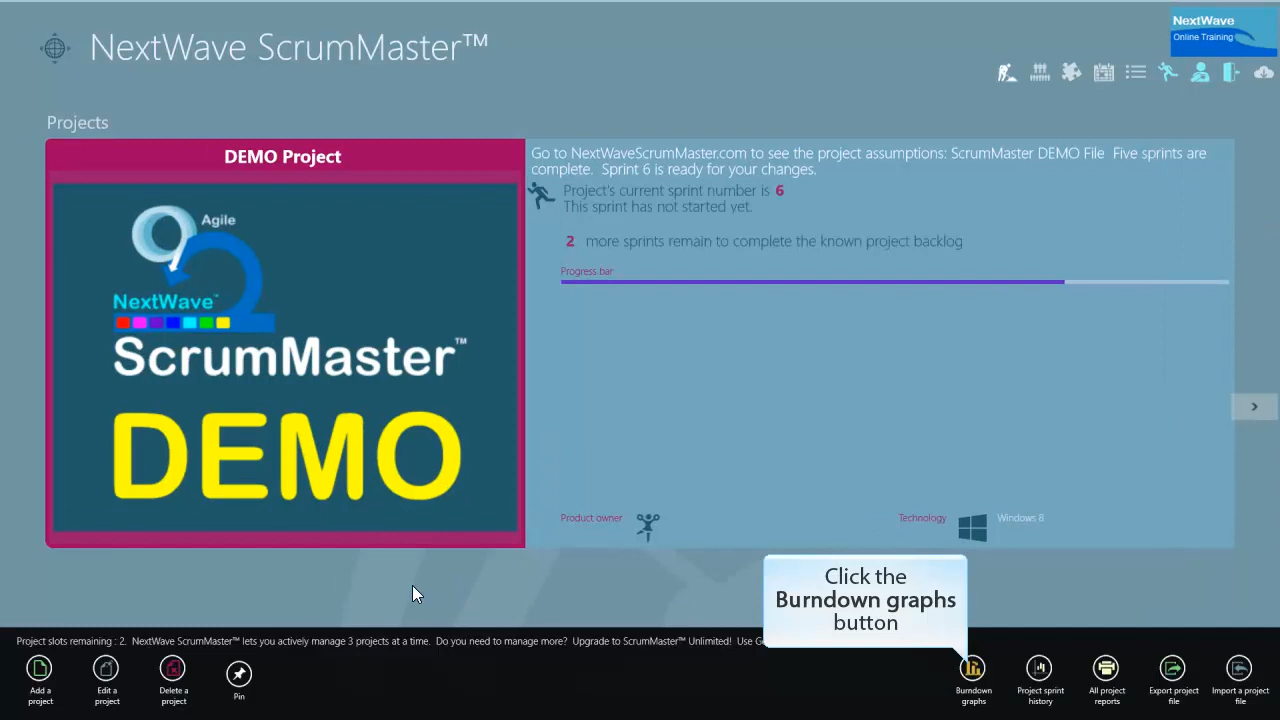 NextWave ScrumMaster™
NextWave
Online Training
Projects
DEMO Project
Agile
NextWave™
ScrumMaster™
DEMO
Go to NextWaveScrumMaster.com to see the project assumptions: ScrumMaster DEMO File  Five sprints are
complete.  Sprint 6 is ready for your changes.
Project's current sprint number is 6
This sprint has not started yet.
2 more sprints remain to complete the known project backlog
Progress bar
Product owner
Technology
Windows 8
Click the
Burndown graphs
button
Project slots remaining : 2.  NextWave ScrumMaster™ lets you actively manage 3 projects at a time.  Do you need to manage more?  Upgrade to ScrumMaster™ Unlimited!  Use
Add a
project
Edit a
project
Delete a
project
Pin
Burndown
graphs
Project sprint
history
All project
reports
Export project
file
Import a project
file